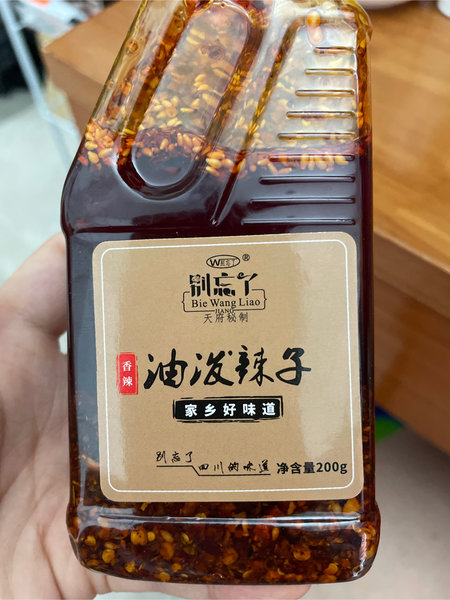 ®
别忘了
Bie Wang Liao
JIANG
天府秘制
香辣
油泼辣子
家乡好味道
别忘了
四川的味道
净含量200g